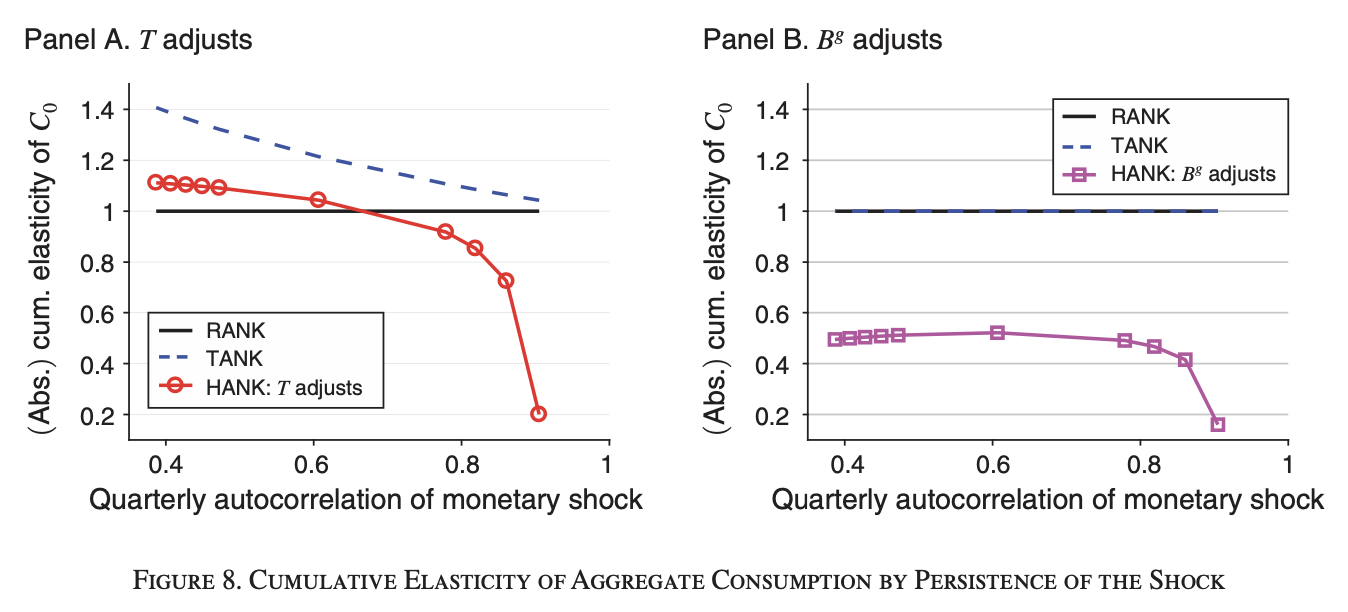 Panel A. T adjusts
(Abs.) cum. elasticity of C₀
1.4
1.2
1
0.8
0.6
0.4
0.2
RANK
TANK
HANK: T adjusts
0.4 0.6 0.8 1
Quarterly autocorrelation of monetary shock
Panel B. Bᵍ adjusts
(Abs.) cum. elasticity of C₀
1.4
1.2
1
0.8
0.6
0.4
0.2
RANK
TANK
HANK: Bᵍ adjusts
0.4 0.6 0.8 1
Quarterly autocorrelation of monetary shock
FIGURE 8. CUMULATIVE ELASTICITY OF AGGREGATE CONSUMPTION BY PERSISTENCE OF THE SHOCK